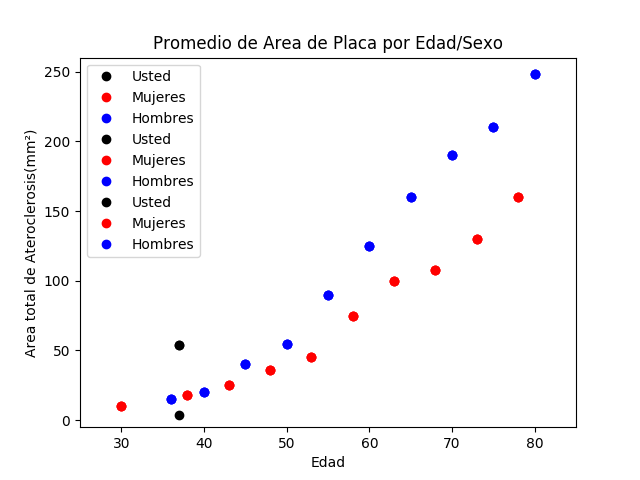 Promedio de Area de Placa por Edad/Sexo
Usted
Mujeres
Hombres
Usted
Mujeres
Hombres
Usted
Mujeres
Hombres
Area total de Ateroclerosis(mm²)
250
200
150
100
50
0
30 40 50 60 70 80
Edad